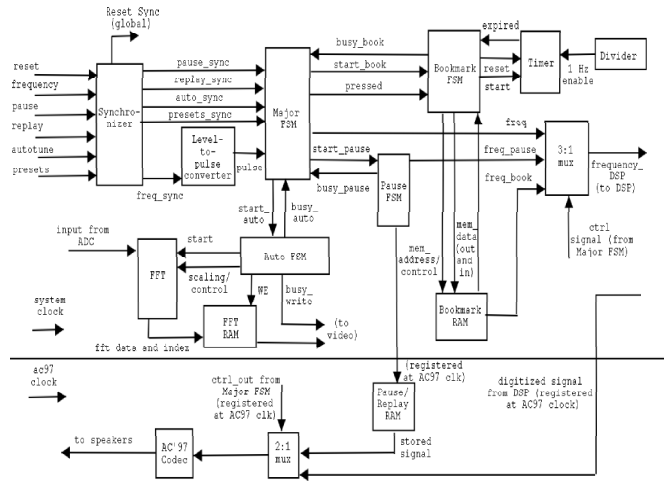 Reset Sync
(global)
reset
frequency
pause
replay
autotune
presets
Synchro-
nizer
pause_sync
replay_sync
auto_sync
presets_sync
freq_sync
Level-
to-
pulse
converter
pulse
Major
FSM
busy_book
start_book
pressed
Bookmark
FSM
expired
reset
start
Timer
1 Hz
enable
Divider
freq
start_pause
busy_pause
Pause
FSM
freq_pause
freq_book
3:1
mux
frequency_
DSP
(to DSP)
ctrl
signal (from
Major FSM)
start_
auto
busy_
auto
mem_
address/
control
mem_
data
(out
and
in)
Bookmark
RAM
input from
ADC
FFT
start
scaling/
control
Auto FSM
WE
busy_
write
(to
video)
FFT
RAM
fft data and index
system
clock
ac97
clock
ctrl_out from
Major FSM
(registered
at AC97 clk)
(registered
at AC97 clk)
Pause/
Replay
RAM
digitized signal
from DSP (registered
at AC97 clock)
to speakers
AC'97
Codec
2:1
mux
stored
signal